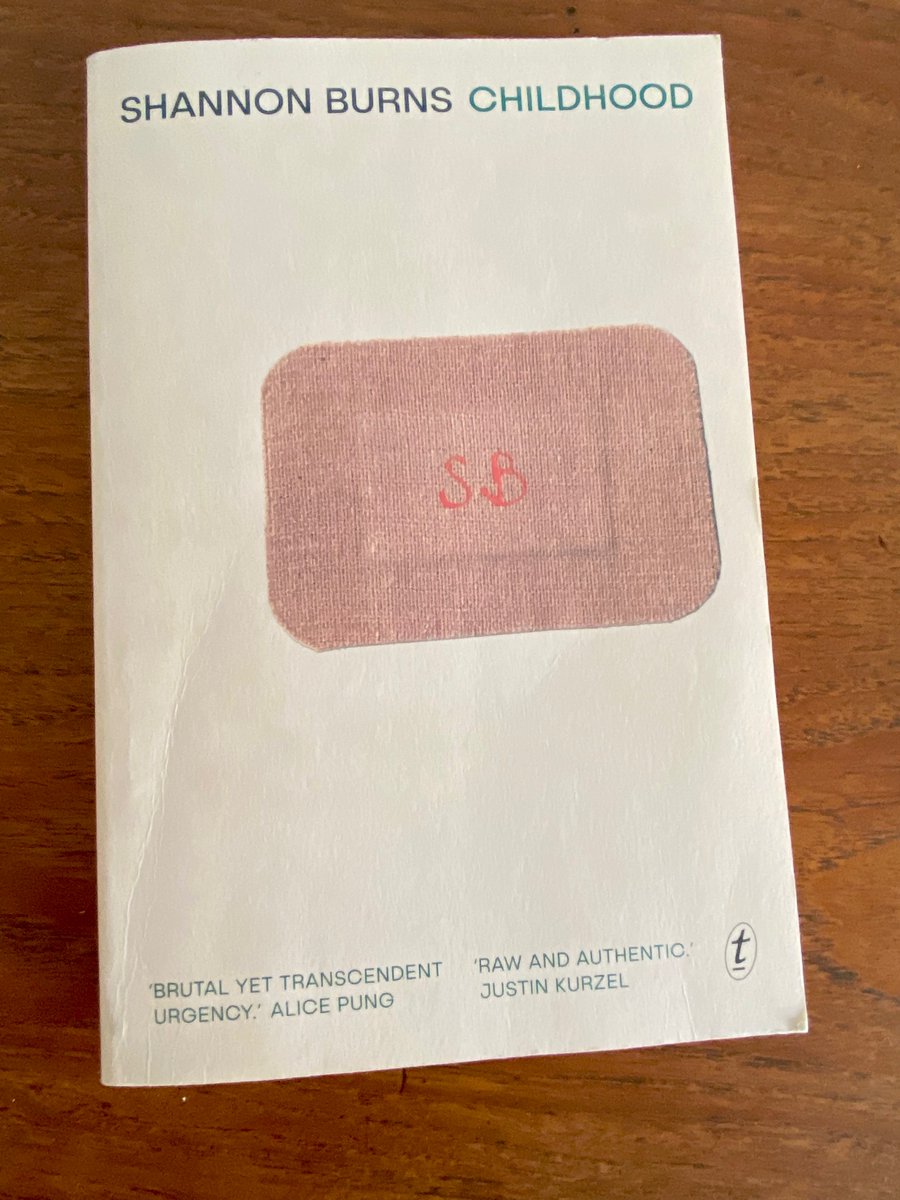 SHANNON BURNS CHILDHOOD
SB
'BRUTAL YET TRANSCENDENT
URGENCY.' ALICE PUNG
'RAW AND AUTHENTIC.'
JUSTIN KURZEL
t